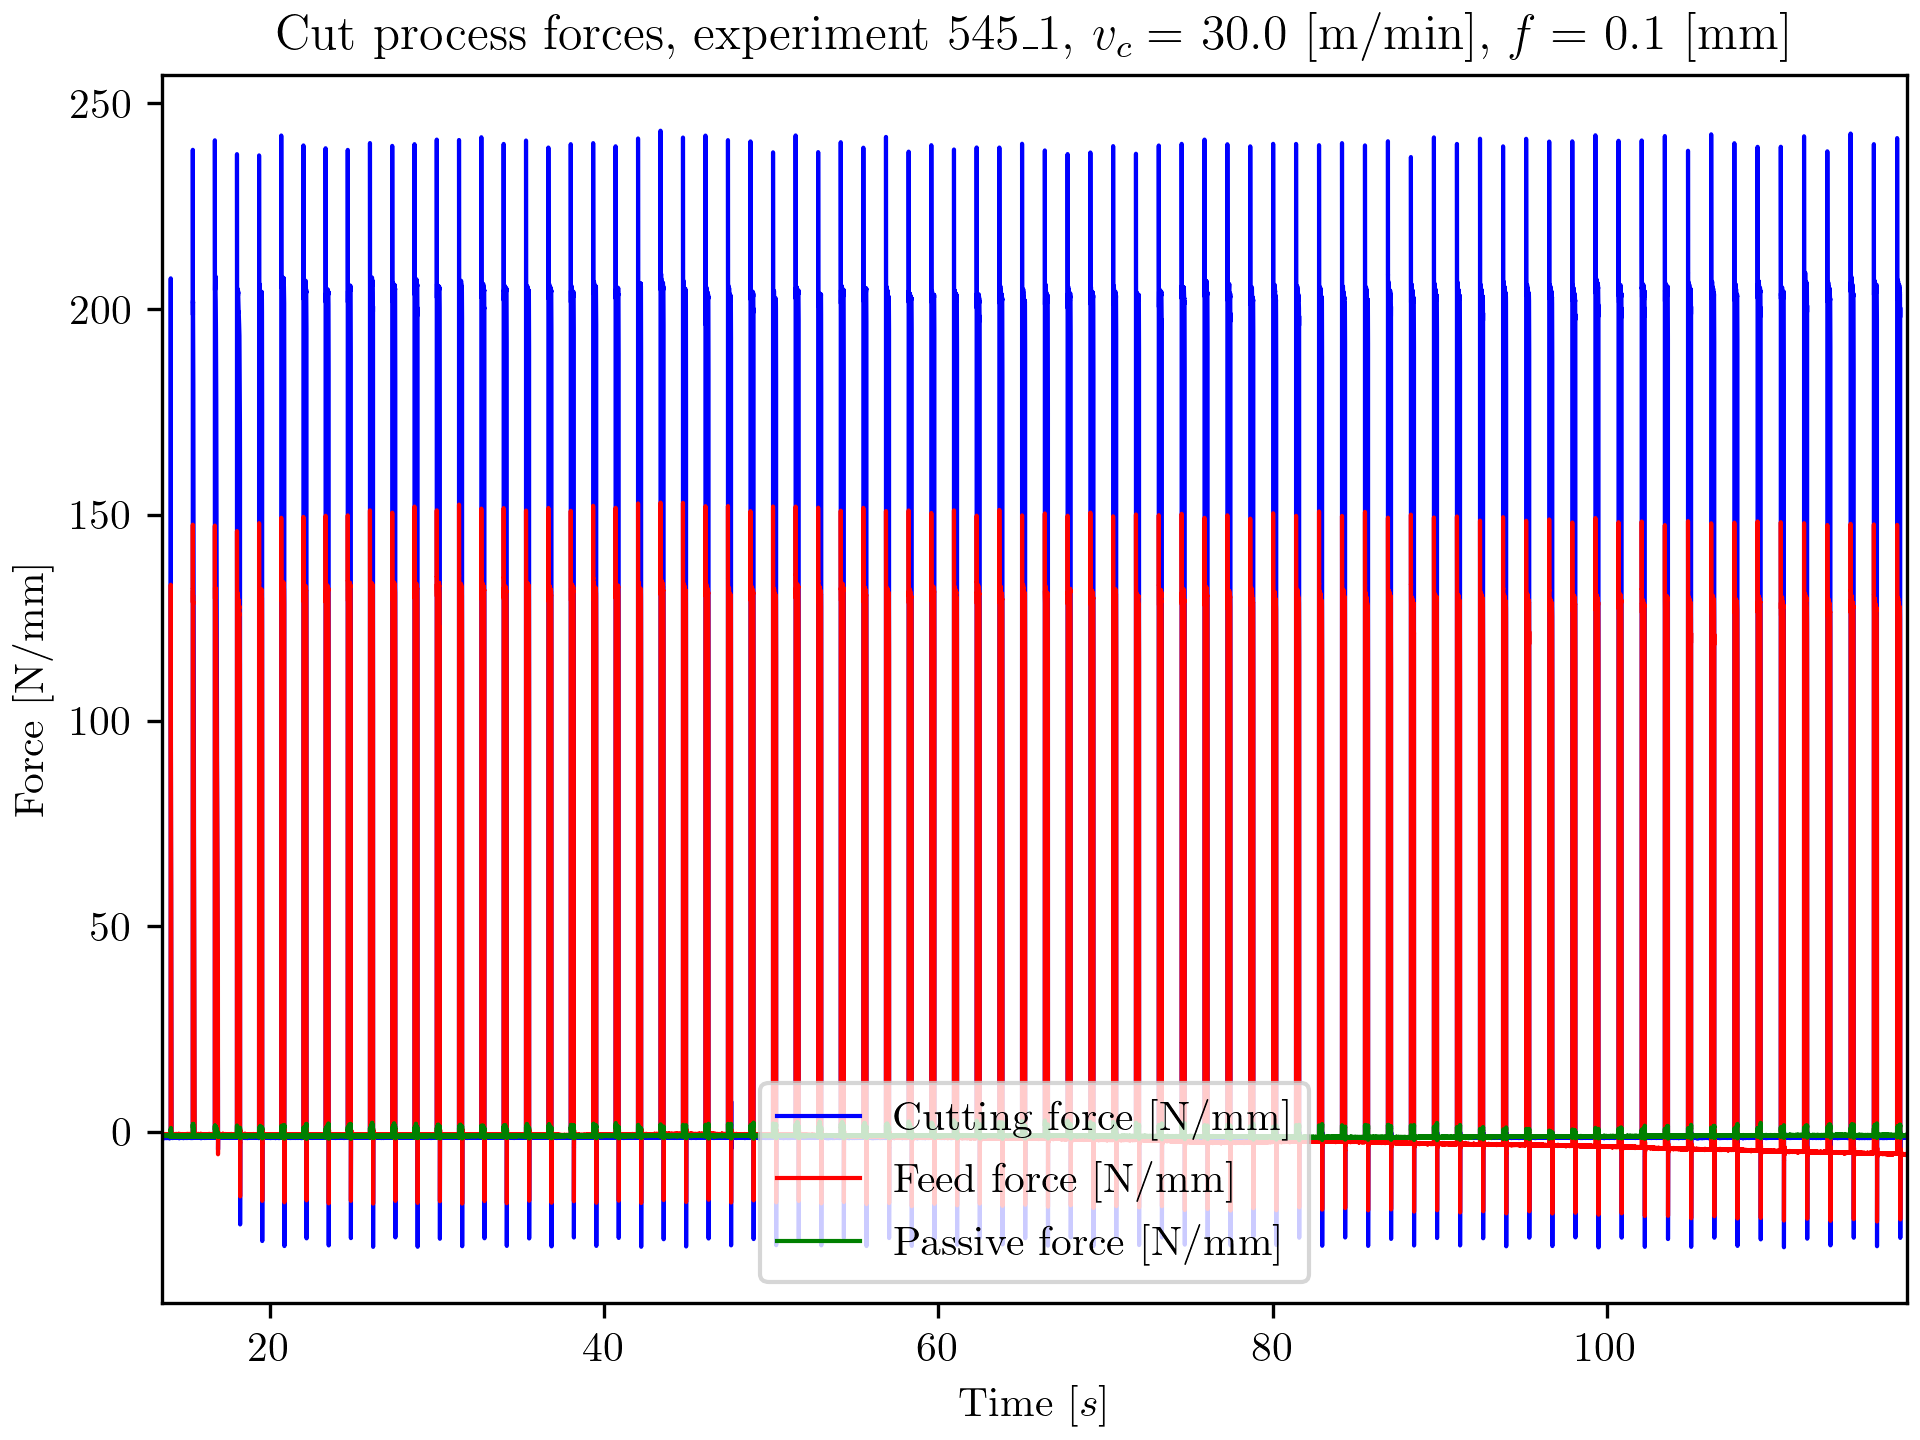 Cut process forces, experiment 545_1, v_c = 30.0 [m/min], f = 0.1 [mm]
250
200
150
100
50
0
Force [N/mm]
Cutting force [N/mm]
Feed force [N/mm]
Passive force [N/mm]
20 40 60 80 100
Time [s]